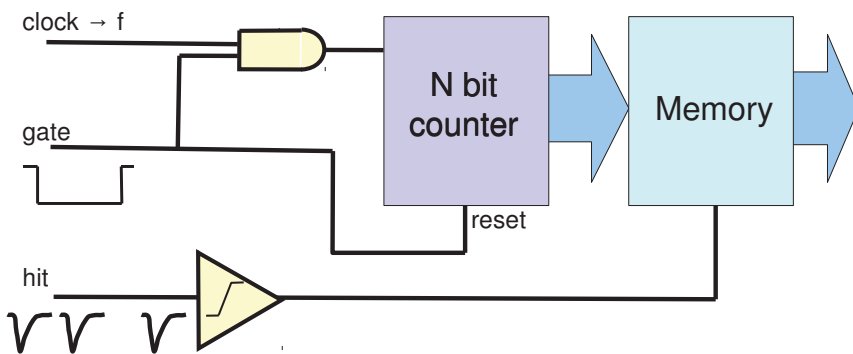 clock → f
N bit
counter
Memory
gate
reset
hit